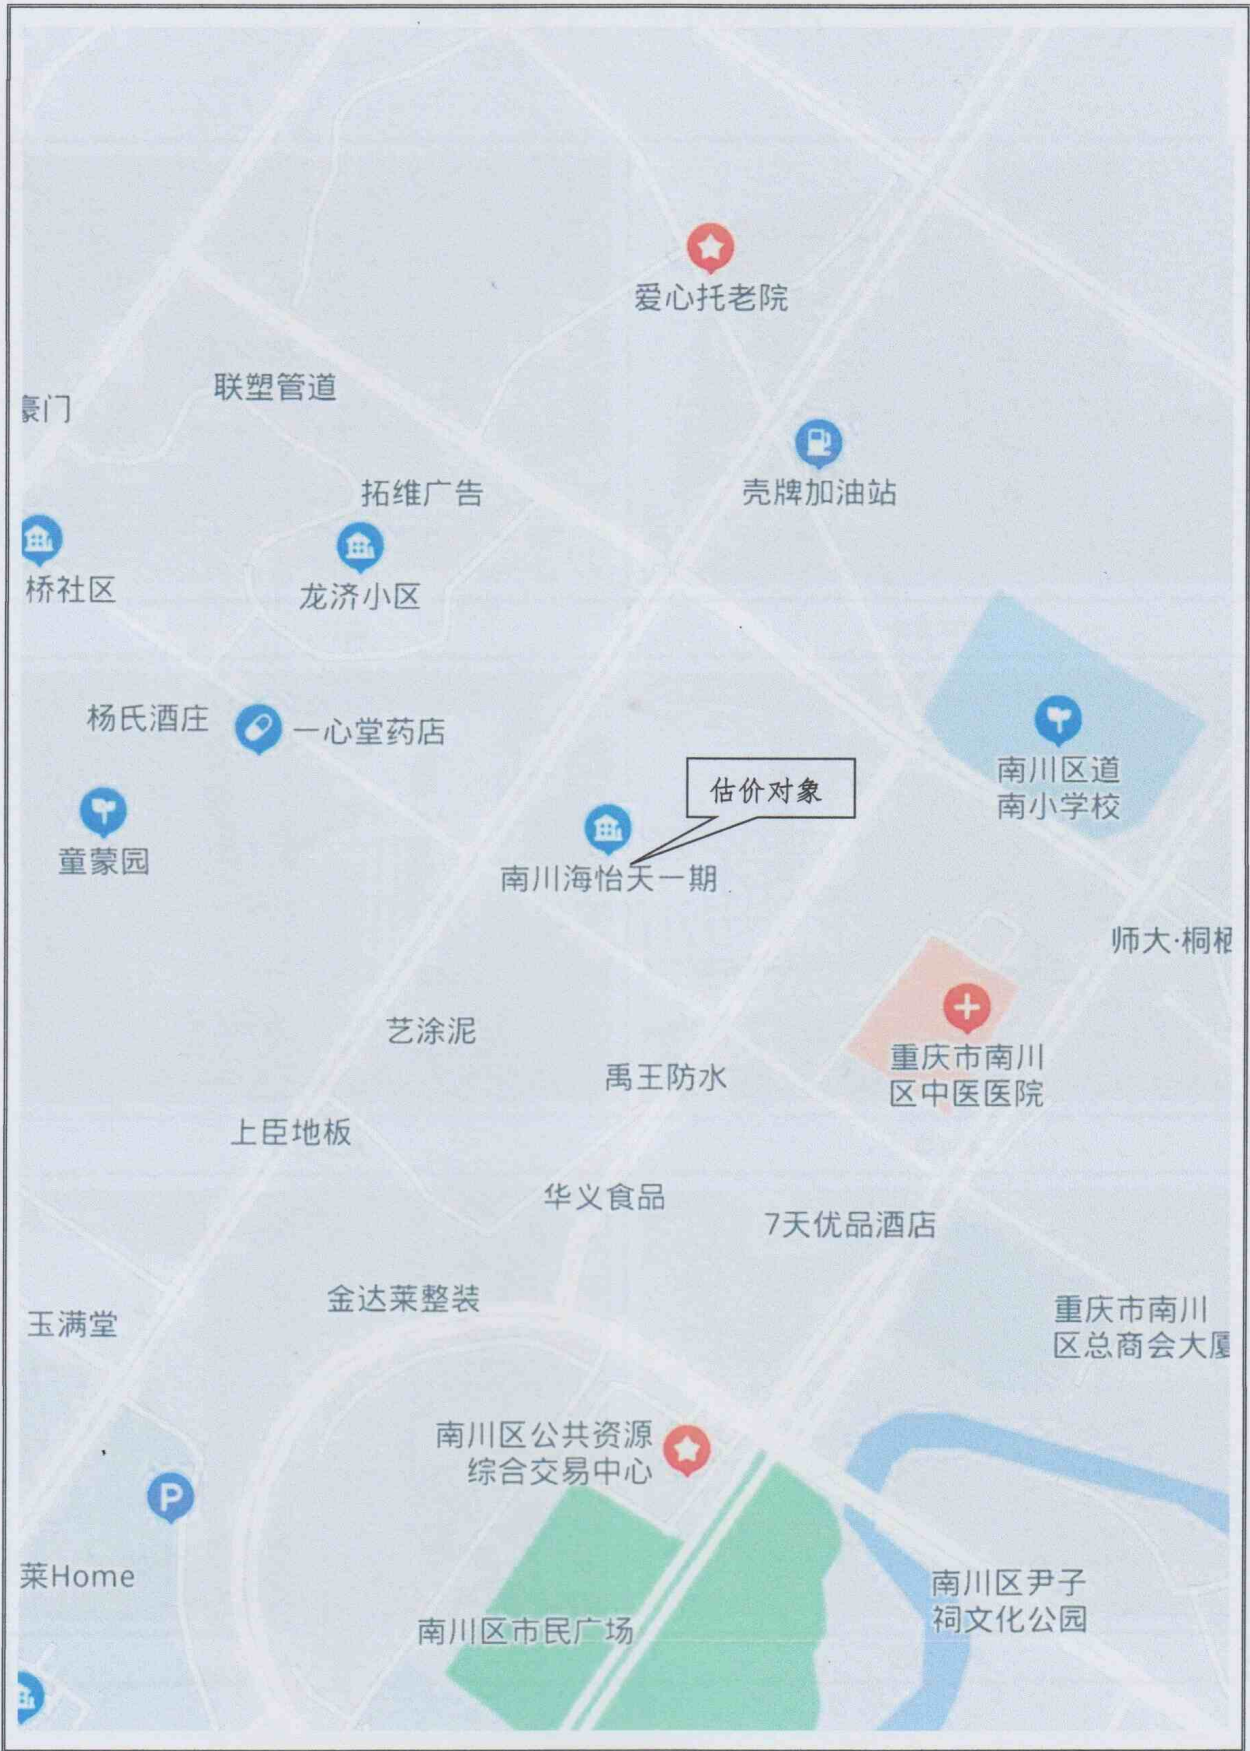 爱心托老院
联塑管道
豪门
拓维广告
壳牌加油站
桥社区
龙济小区
杨氏酒庄
一心堂药店
南川区道
南小学校
估价对象
童蒙园
南川海怡天一期
师大·桐栖
艺涂泥
禹王防水
重庆市南川
区中医医院
上臣地板
华义食品
7天优品酒店
金达莱整装
玉满堂
重庆市南川
区总商会大厦
南川区公共资源
综合交易中心
P
莱Home
南川区尹子
祠文化公园
南川区市民广场